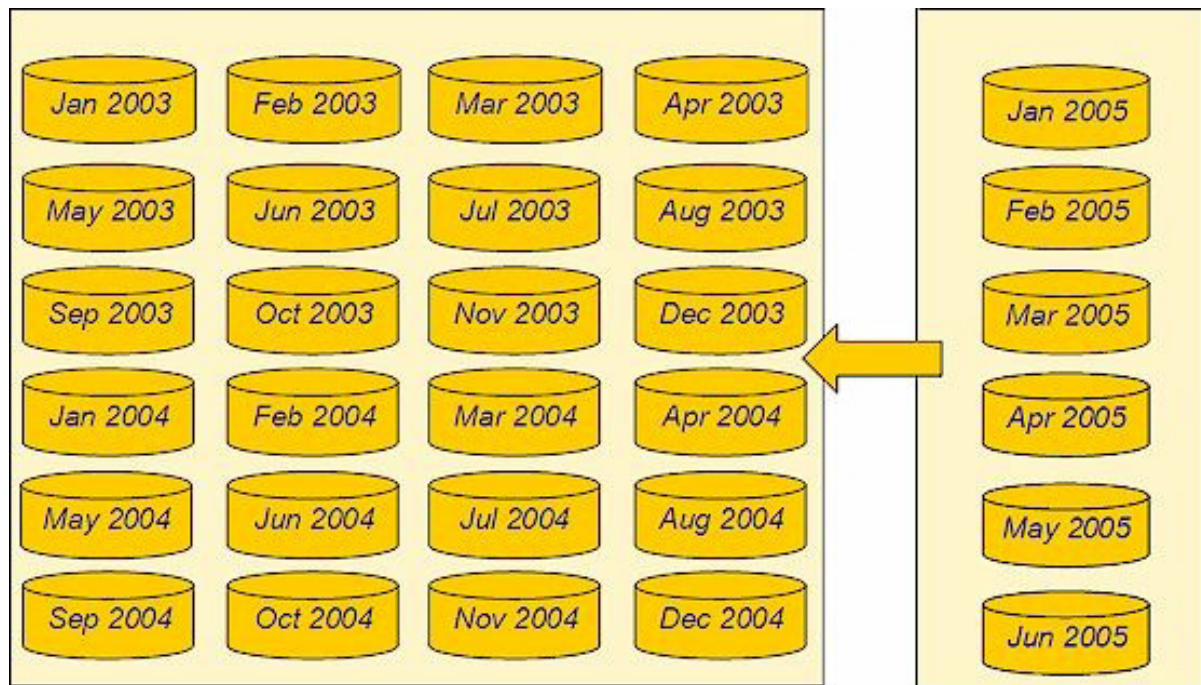 Jan 2003 Feb 2003 Mar 2003 Apr 2003
May 2003 Jun 2003 Jul 2003 Aug 2003
Sep 2003 Oct 2003 Nov 2003 Dec 2003
Jan 2004 Feb 2004 Mar 2004 Apr 2004
May 2004 Jun 2004 Jul 2004 Aug 2004
Sep 2004 Oct 2004 Nov 2004 Dec 2004
Jan 2005
Feb 2005
Mar 2005
Apr 2005
May 2005
Jun 2005